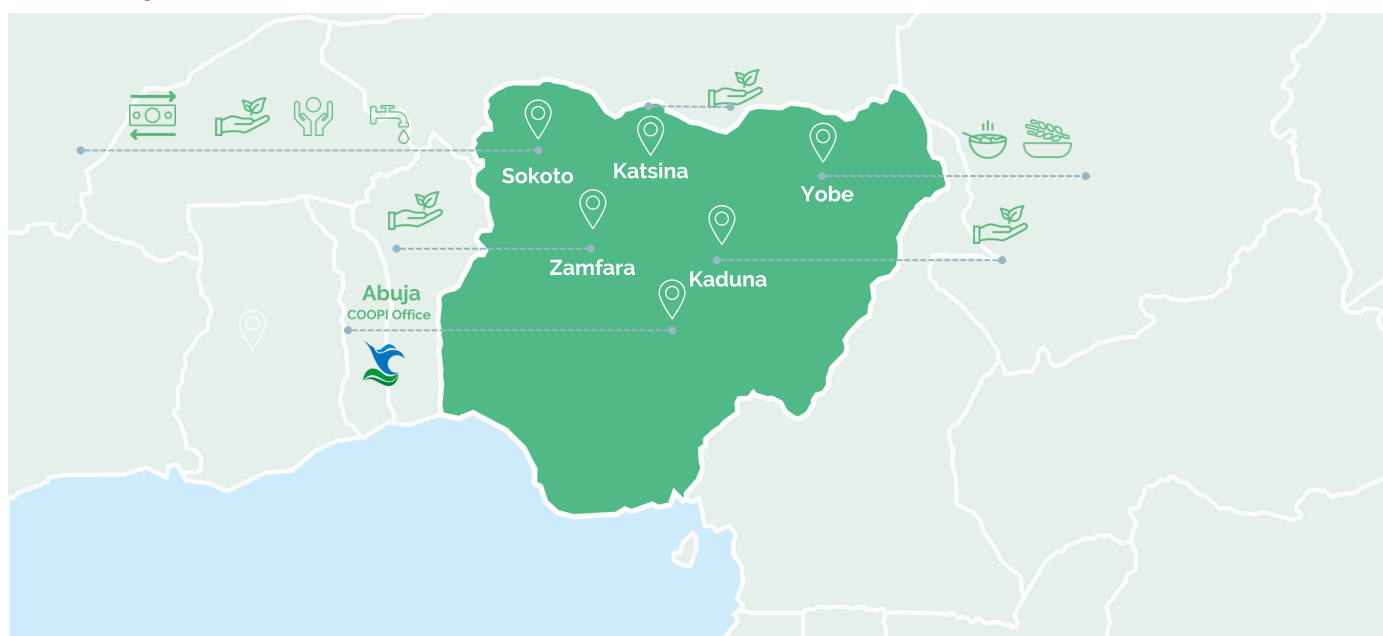 Sokoto
Katsina
Yobe
Zamfara
Kaduna
Abuja
COOPI Office